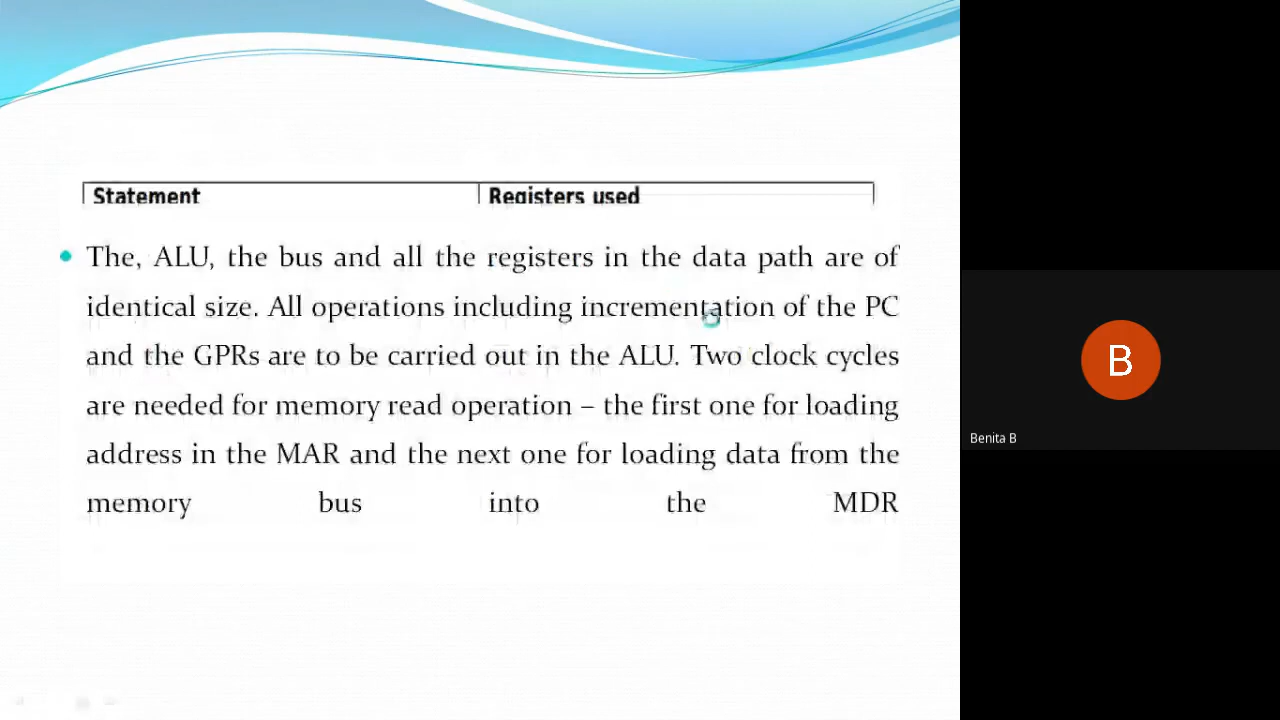 Statement Registers used
The, ALU, the bus and all the registers in the data path are of
identical size. All operations including incrementation of the PC
and the GPRs are to be carried out in the ALU. Two clock cycles
are needed for memory read operation – the first one for loading
address in the MAR and the next one for loading data from the
memory bus into the MDR
B
Benita B